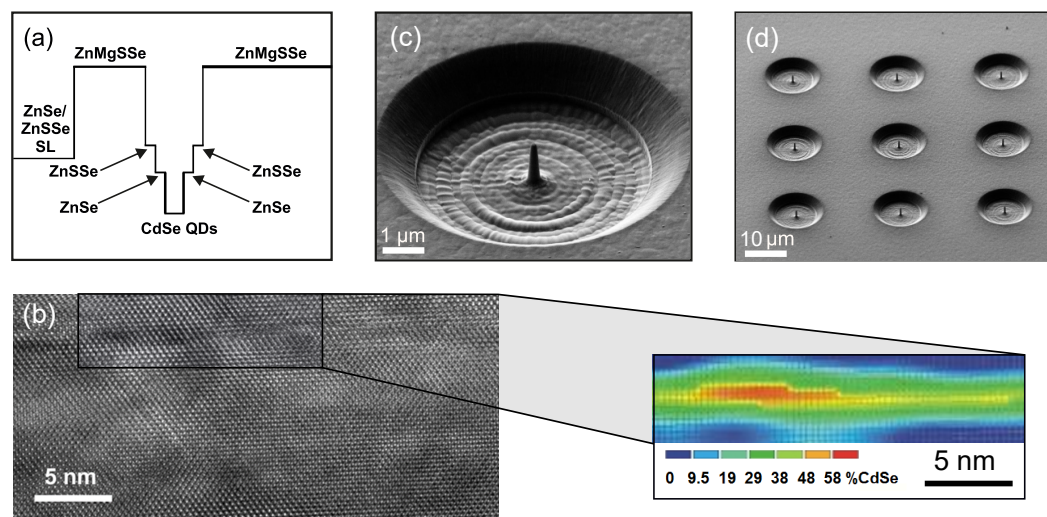 (a)
ZnMgSSe
ZnMgSSe
ZnSe/
ZnSSe
SL
ZnSSe
ZnSSe
ZnSe
ZnSe
CdSe QDs
(c)
1 µm
(d)
10 µm
(b)
5 nm
0 9.5 19 29 38 48 58 %CdSe
5 nm